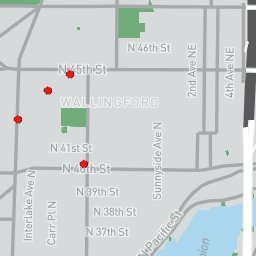 N 46th St
N 45th St
2nd Ave NE
4th Ave NE
WALLINGFORD
N 41st St
N 40th St
Sunnyside Ave N
Interlake Ave N
Carr Pl N
N 39th St
N 38th St
N 37th St
N Pacific St